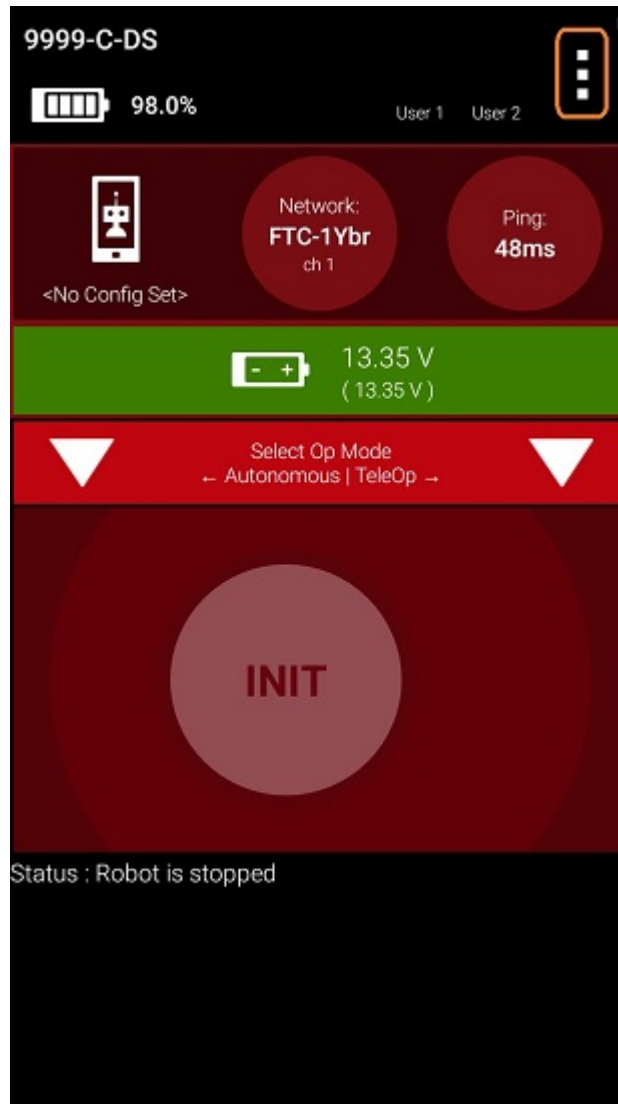 9999-C-DS
98.0%
User 1 User 2
Network:
FTC-1Ybr
ch 1
Ping:
48ms
<No Config Set>
- +
13.35 V
( 13.35 V )
Select Op Mode
← Autonomous | TeleOp →
INIT
Status : Robot is stopped